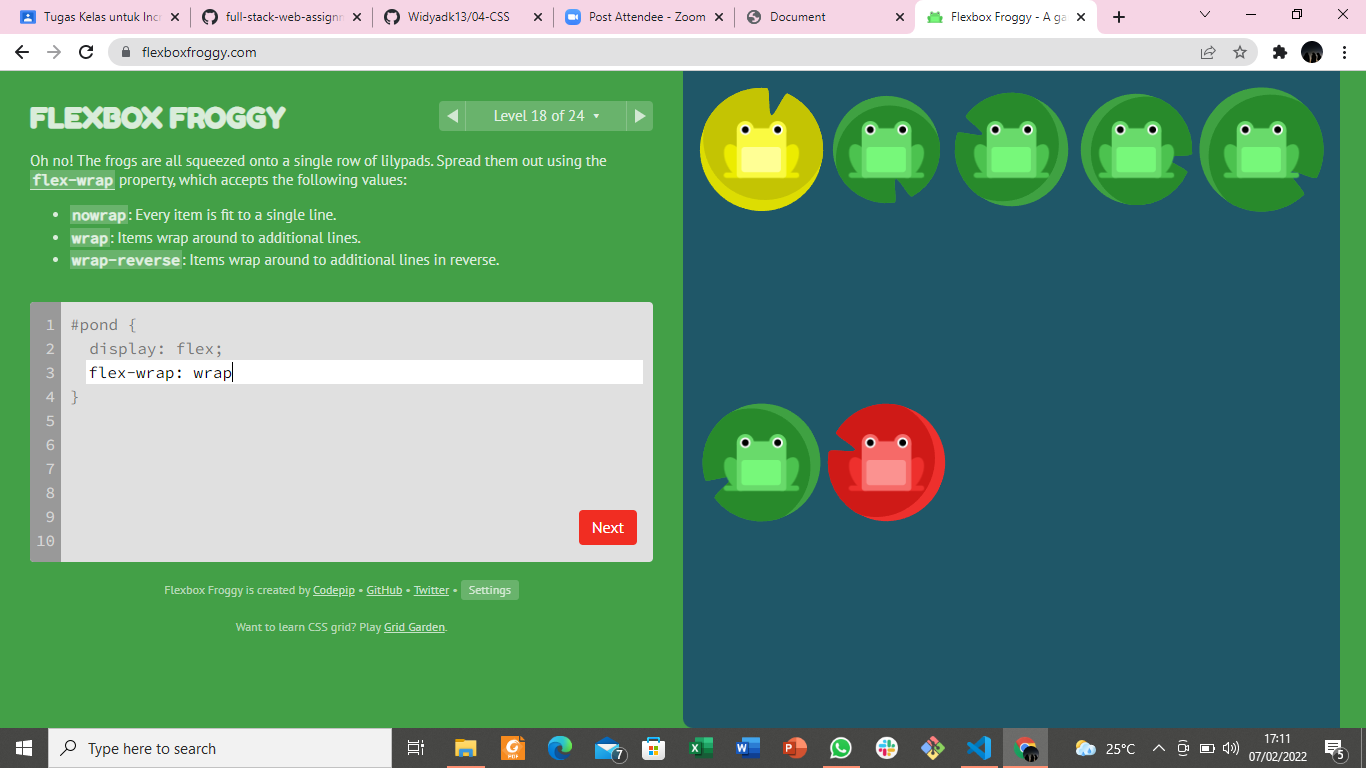 Tugas Kelas untuk Incr
full-stack-web-assignm
Widyadk13/04-CSS
Post Attendee - Zoom
Document
Flexbox Froggy - A ga
flexboxfroggy.com
FLEXBOX FROGGY
Level 18 of 24
Oh no! The frogs are all squeezed onto a single row of lilypads. Spread them out using the
flex-wrap property, which accepts the following values:
• nowrap: Every item is fit to a single line.
• wrap: Items wrap around to additional lines.
• wrap-reverse: Items wrap around to additional lines in reverse.
1 #pond {
2 display: flex;
3 flex-wrap: wrap
4 }
5
6
7
8
9
10
Next
Flexbox Froggy is created by Codepip • GitHub • Twitter • Settings
Want to learn CSS grid? Play Grid Garden.
Type here to search
7
25°C
17:11
07/02/2022
5